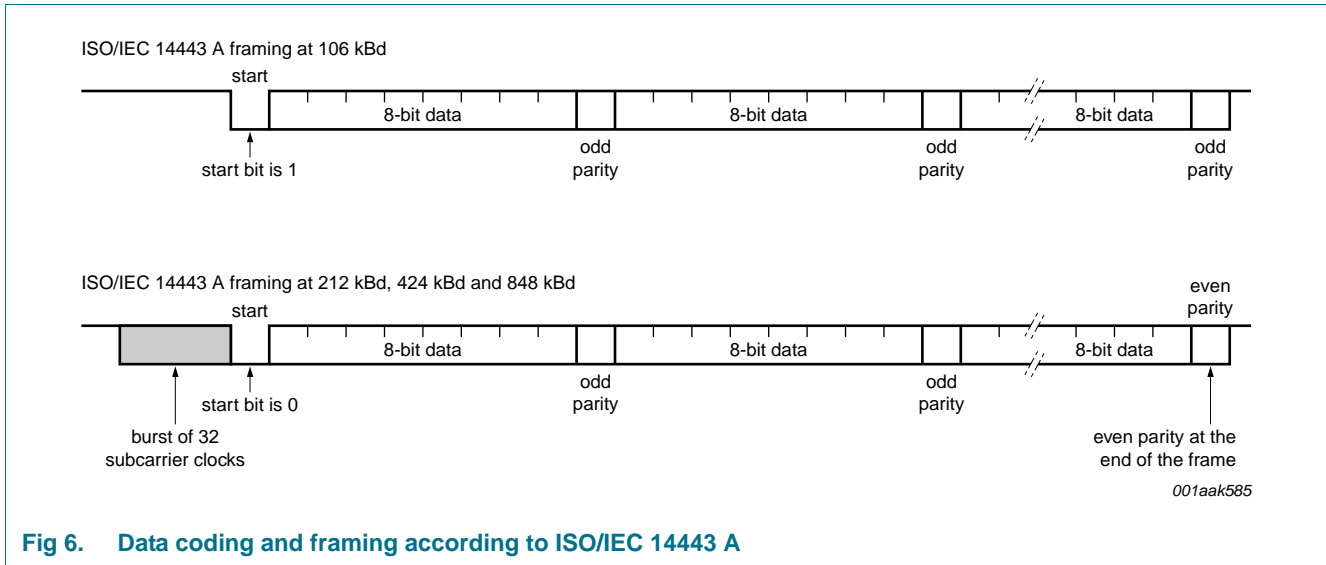 ISO/IEC 14443 A framing at 106 kBd
start
8-bit data
8-bit data
8-bit data
start bit is 1
odd
parity
odd
parity
odd
parity
ISO/IEC 14443 A framing at 212 kBd, 424 kBd and 848 kBd
start
even
parity
8-bit data
8-bit data
8-bit data
start bit is 0
odd
parity
odd
parity
burst of 32
subcarrier clocks
even parity at the
end of the frame
001aak585
Fig 6. Data coding and framing according to ISO/IEC 14443 A